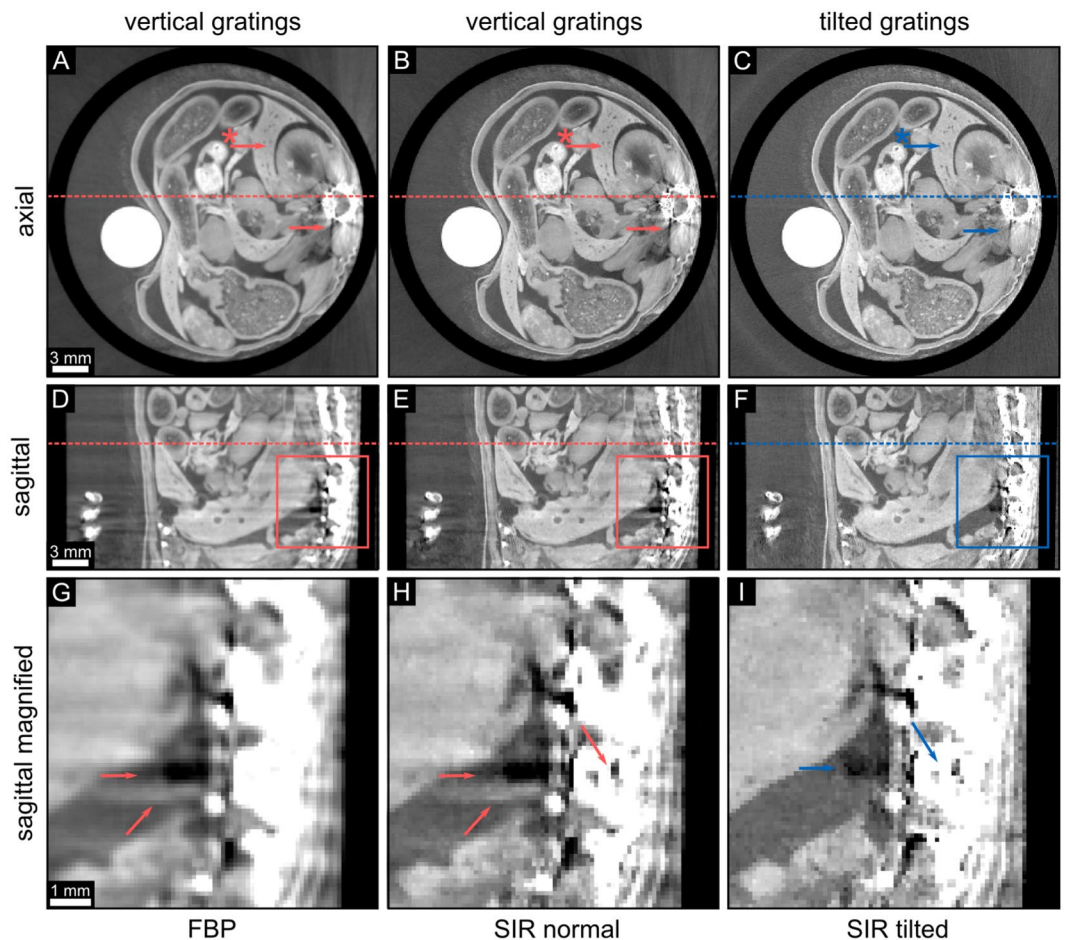 vertical gratings vertical gratings tilted gratings
A B C
axial
3 mm
D E F
sagittal
3 mm
G H I
sagittal magnified
1 mm
FBP SIR normal SIR tilted